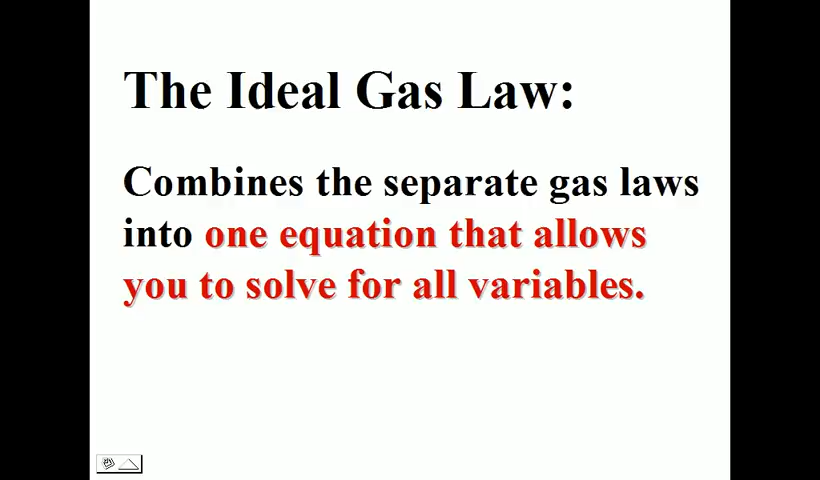 The Ideal Gas Law:
Combines the separate gas laws
into one equation that allows
you to solve for all variables.